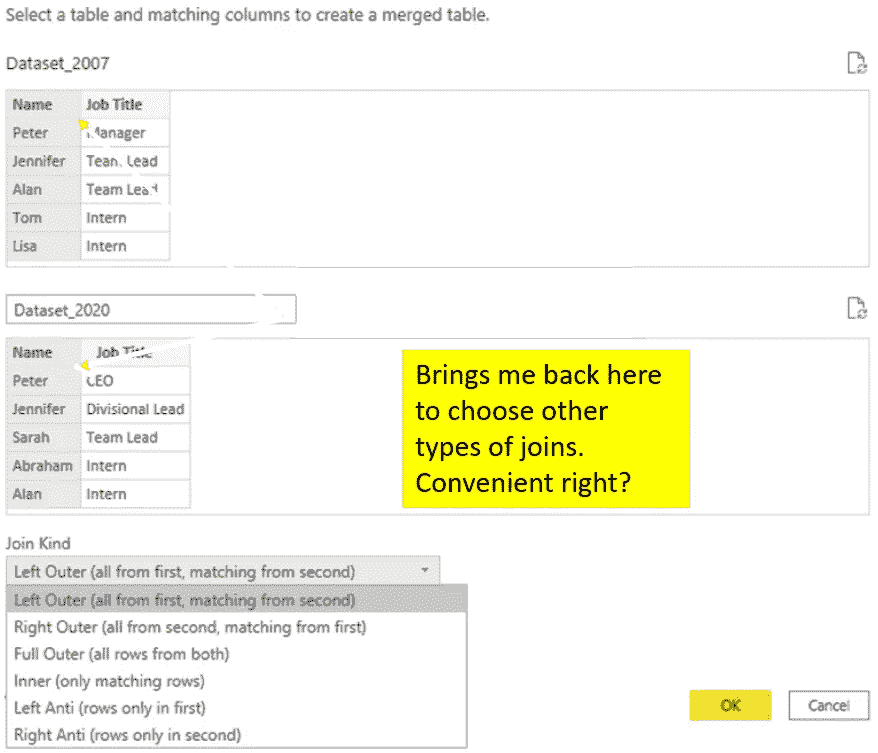 Select a table and matching columns to create a merged table.
Dataset_2007
Name Job Title
Peter Manager
Jennifer Team Lead
Alan Team Lead
Tom Intern
Lisa Intern
Dataset_2020
Name Job Title
Peter CEO
Jennifer Divisional Lead
Sarah Team Lead
Abraham Intern
Alan Intern
Brings me back here
to choose other
types of joins.
Convenient right?
Join Kind
Left Outer (all from first, matching from second)
Left Outer (all from first, matching from second)
Right Outer (all from second, matching from first)
Full Outer (all rows from both)
Inner (only matching rows)
Left Anti (rows only in first)
Right Anti (rows only in second)
OK Cancel